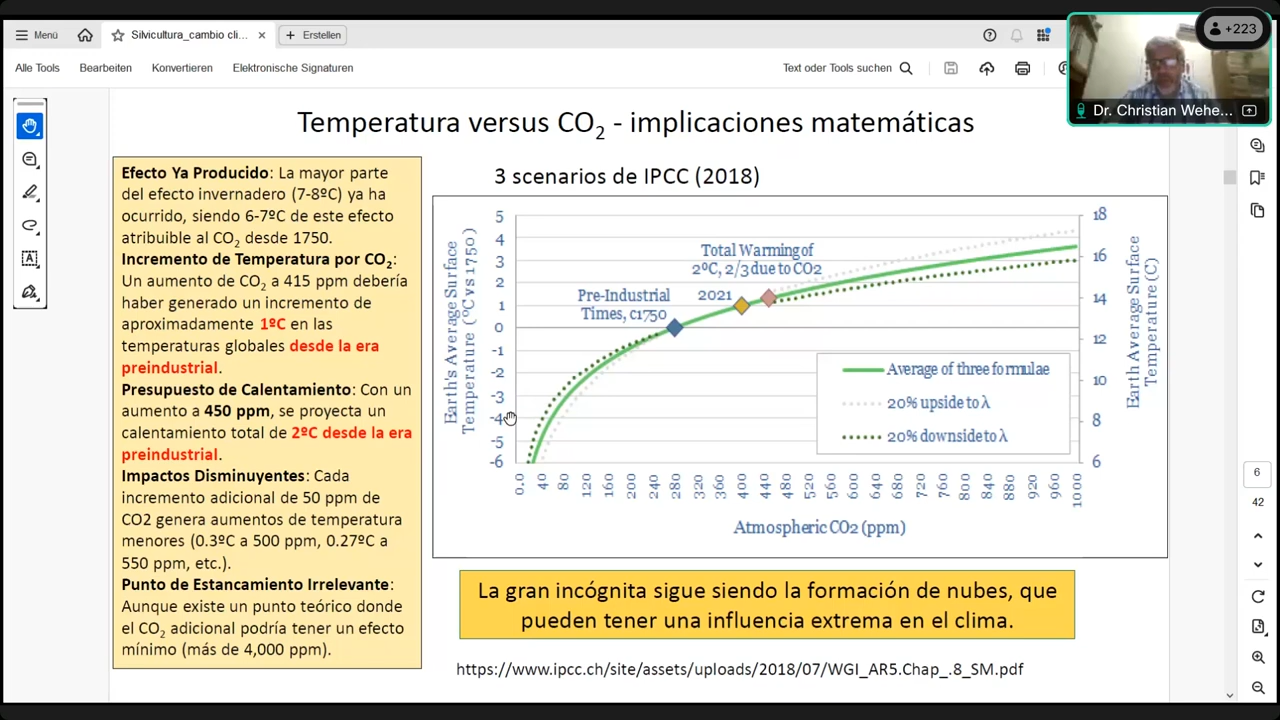 Menú
Silvicultura_cambio cli...
Erstellen
+223
Alle Tools
Bearbeiten
Konvertieren
Elektronische Signaturen
Text oder Tools suchen
Dr. Christian Wehe...
Temperatura versus CO₂ - implicaciones matemáticas
Efecto Ya Producido: La mayor parte
del efecto invernadero (7-8ºC) ya ha
ocurrido, siendo 6-7ºC de este efecto
atribuible al CO₂ desde 1750.
Incremento de Temperatura por CO₂:
Un aumento de CO₂ a 415 ppm debería
haber generado un incremento de
aproximadamente 1ºC en las
temperaturas globales desde la era
preindustrial.
Presupuesto de Calentamiento: Con un
aumento a 450 ppm, se proyecta un
calentamiento total de 2ºC desde la era
preindustrial.
Impactos Disminuyentes: Cada
incremento adicional de 50 ppm de
CO2 genera aumentos de temperatura
menores (0.3ºC a 500 ppm, 0.27ºC a
550 ppm, etc.).
Punto de Estancamiento Irrelevante:
Aunque existe un punto teórico donde
el CO₂ adicional podría tener un efecto
mínimo (más de 4,000 ppm).
3 scenarios de IPCC (2018)
Earth's Average Surface
Temperature (ºC vs 1750)
5
4
3
2
1
0
-1
-2
-3
-4
-5
-6
Total Warming of
2ºC, 2/3 due to CO2
Pre-Industrial
Times, c1750
2021
Average of three formulae
20% upside to λ
20% downside to λ
18
16
14
12
10
8
6
Earth Average Surface
Temperature (C)
0.0 40 80 120 160 200 240 280 320 360 400 440 480 520 560 600 640 680 720 760 800 840 880 920 960 1000
Atmospheric CO2 (ppm)
La gran incógnita sigue siendo la formación de nubes, que
pueden tener una influencia extrema en el clima.
https://www.ipcc.ch/site/assets/uploads/2018/07/WGI_AR5.Chap_.8_SM.pdf
6
42